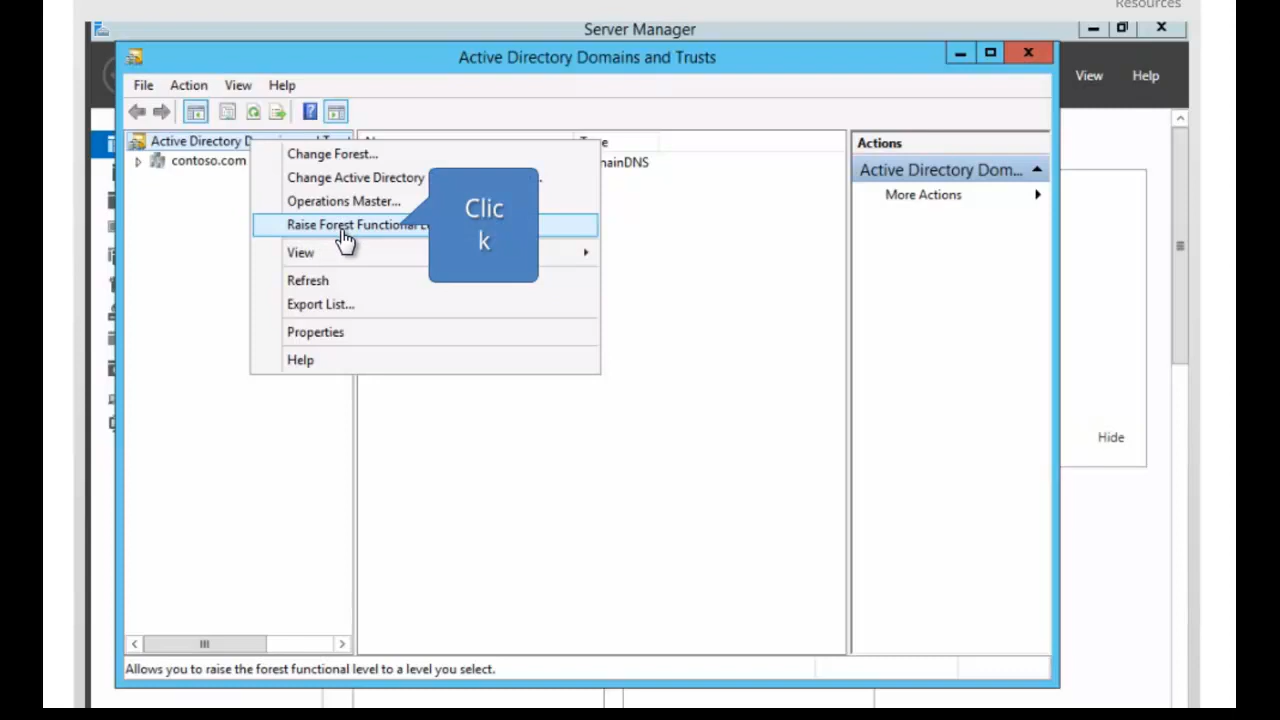 Resources
Server Manager
Active Directory Domains and Trusts
File Action View Help
View Help
Active Directory
contoso.com
mainDNS
Change Forest...
Change Active Directory
Operations Master...
Raise Forest Functional
View
Refresh
Export List...
Properties
Help
Clic
k
Actions
Active Directory Dom...
More Actions
Hide
Allows you to raise the forest functional level to a level you select.